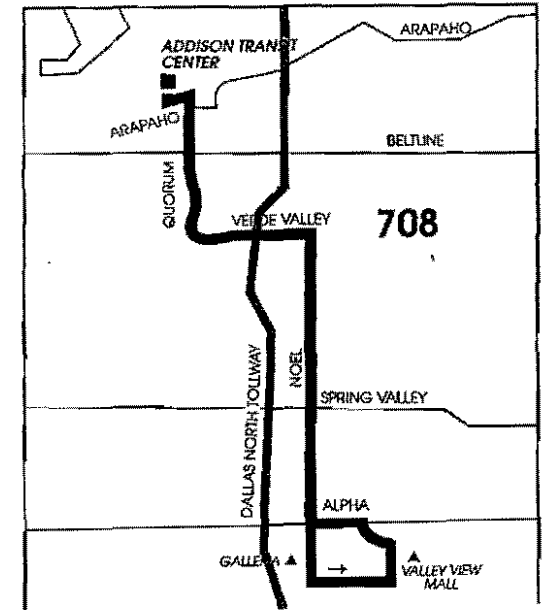 ARAPAHO
ADDISON TRANSIT
CENTER
ARAPAHO
BELTLINE
QUORUM
VERDE VALLEY
708
DALLAS NORTH TOLLWAY
NOEL
SPRING VALLEY
ALPHA
GALLERIA
→
VALLEY VIEW
MALL